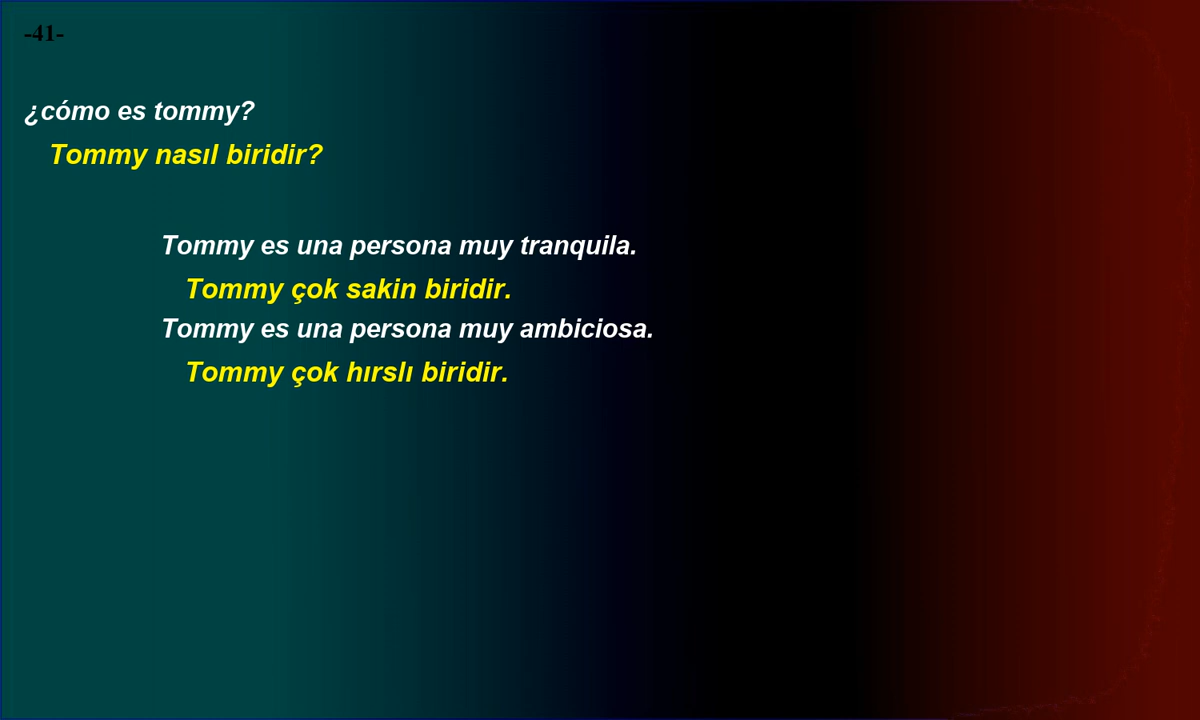 -41-
¿cómo es tommy?
Tommy nasıl biridir?
Tommy es una persona muy tranquila.
Tommy çok sakin biridir.
Tommy es una persona muy ambiciosa.
Tommy çok hırslı biridir.